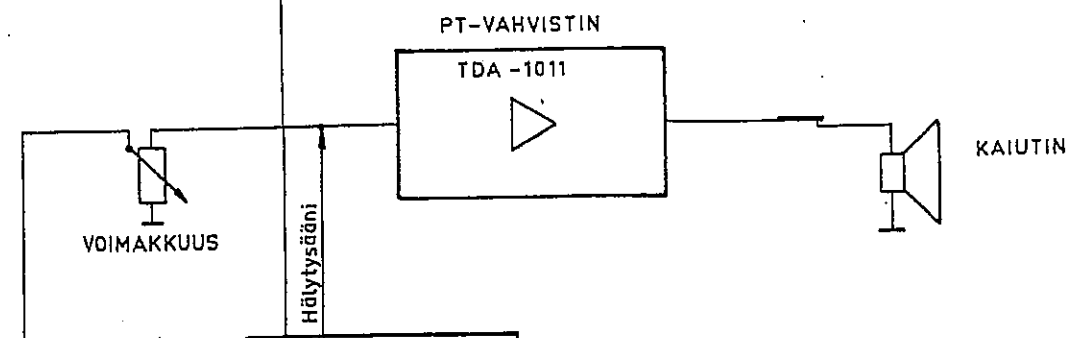 PT-VAHVISTIN
TDA -1011
KAIUTIN
VOIMAKKUUS
Hälytysääni